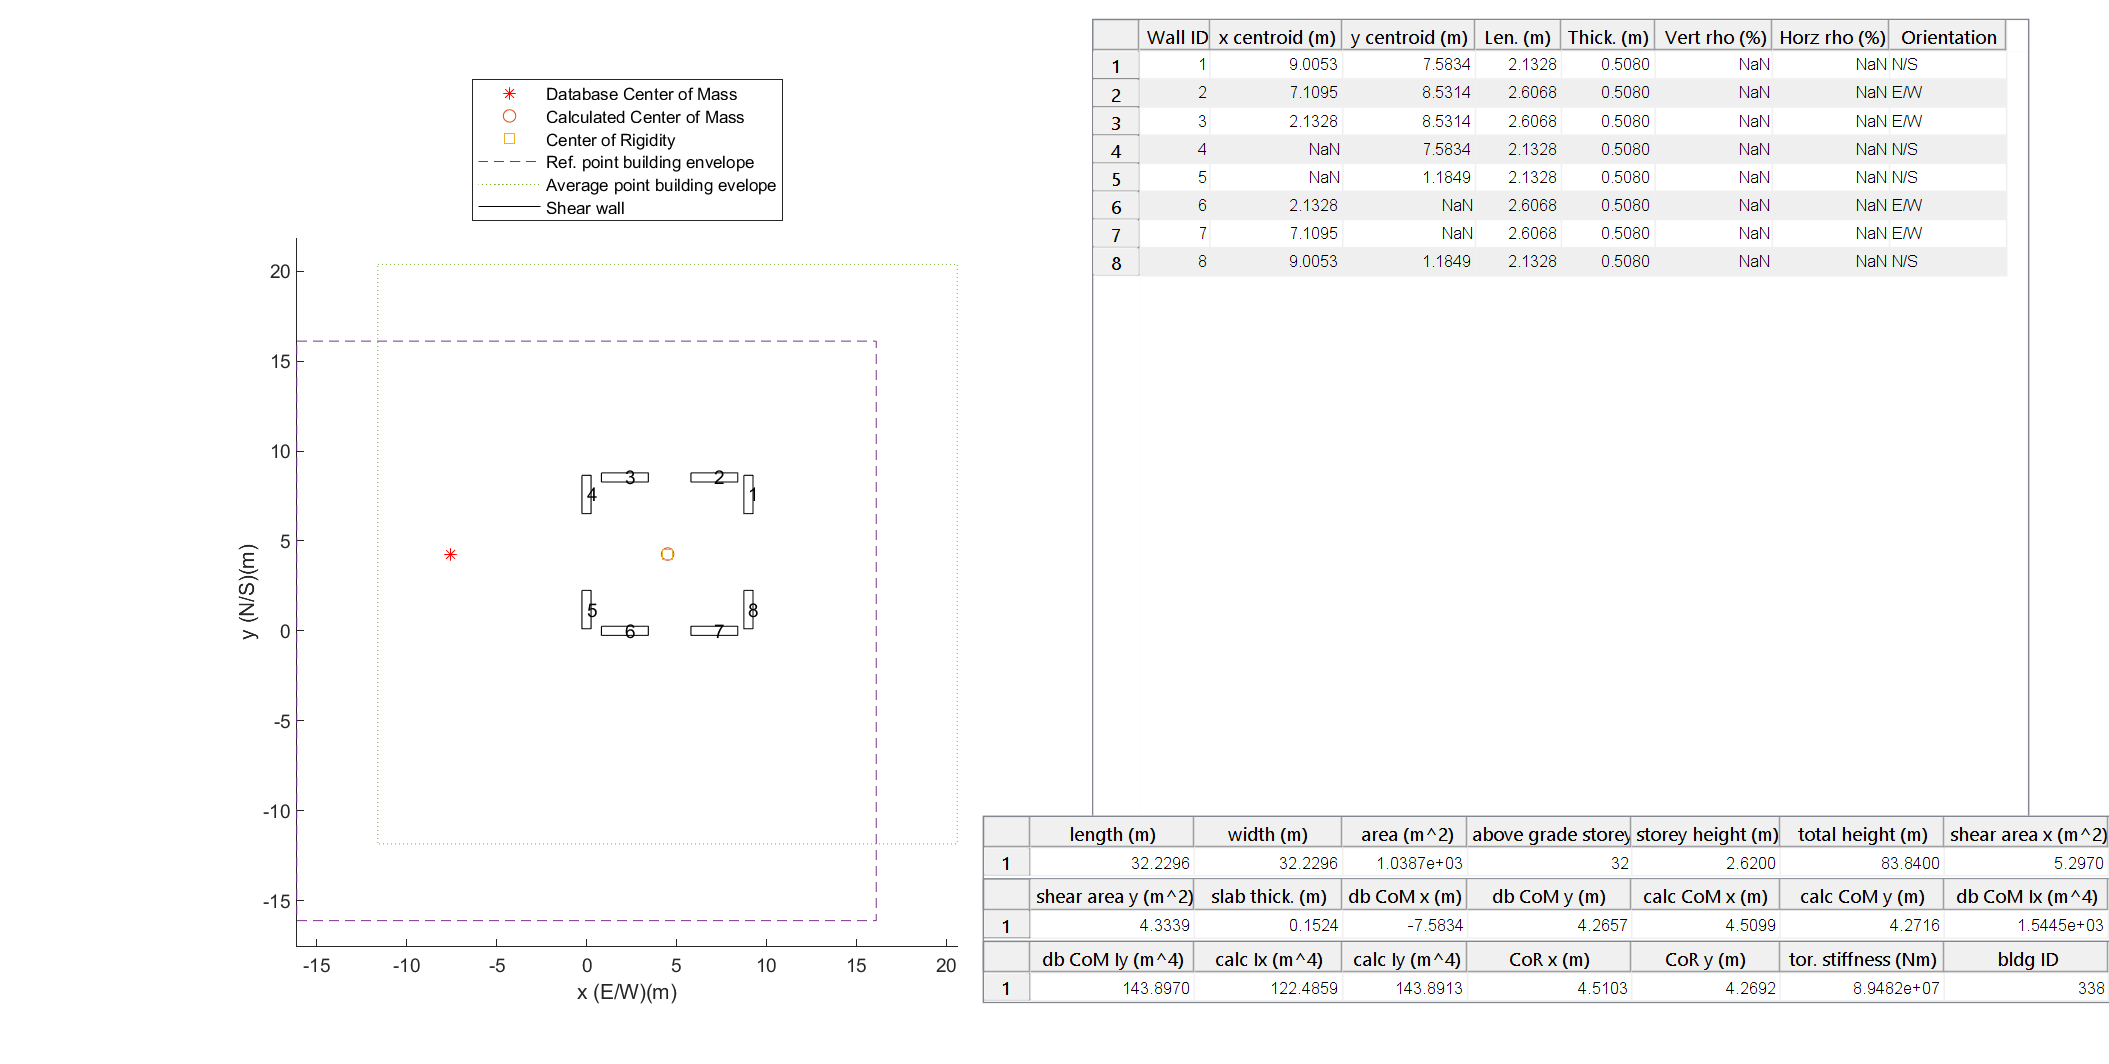 Database Center of Mass
Calculated Center of Mass
Center of Rigidity
Ref. point building envelope
Average point building evelope
Shear wall
20
15
10
5
0
-5
-10
-15
y (N/S)(m)
-15 -10 -5 0 5 10 15 20
x (E/W)(m)
3 2
4 1
5 8
6 7
Wall ID x centroid (m) y centroid (m) Len. (m) Thick. (m) Vert rho (%) Horz rho (%) Orientation
1 1 9.0053 7.5834 2.1328 0.5080 NaN NaN N/S
2 2 7.1095 8.5314 2.6068 0.5080 NaN NaN E/W
3 3 2.1328 8.5314 2.6068 0.5080 NaN NaN E/W
4 4 NaN 7.5834 2.1328 0.5080 NaN NaN N/S
5 5 NaN 1.1849 2.1328 0.5080 NaN NaN N/S
6 6 2.1328 NaN 2.6068 0.5080 NaN NaN E/W
7 7 7.1095 NaN 2.6068 0.5080 NaN NaN E/W
8 8 9.0053 1.1849 2.1328 0.5080 NaN NaN N/S
length (m) width (m) area (m^2) above grade storey storey height (m) total height (m) shear area x (m^2)
1 32.2296 32.2296 1.0387e+03 32 2.6200 83.8400 5.2970
shear area y (m^2) slab thick. (m) db CoM x (m) db CoM y (m) calc CoM x (m) calc CoM y (m) db CoM Ix (m^4)
1 4.3339 0.1524 -7.5834 4.2657 4.5099 4.2716 1.5445e+03
db CoM Iy (m^4) calc Ix (m^4) calc Iy (m^4) CoR x (m) CoR y (m) tor. stiffness (Nm) bldg ID
1 143.8970 122.4859 143.8913 4.5103 4.2692 8.9482e+07 338